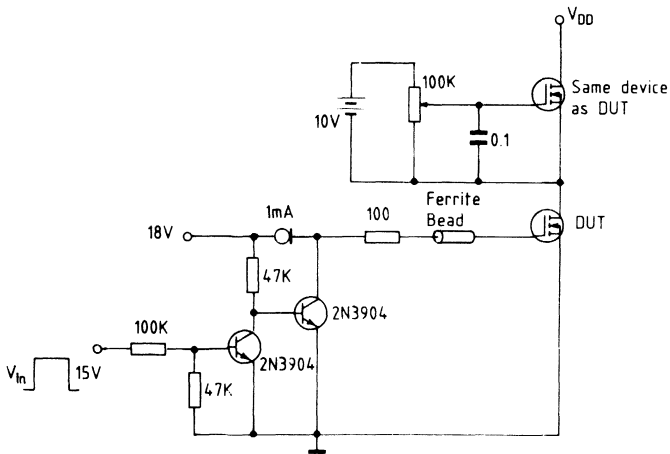 VDD
100K
Same device
as DUT
10V
0.1
Ferrite
Bead
1mA
100
18V
DUT
47K
2N3904
100K
2N3904
Vin
15V
47K